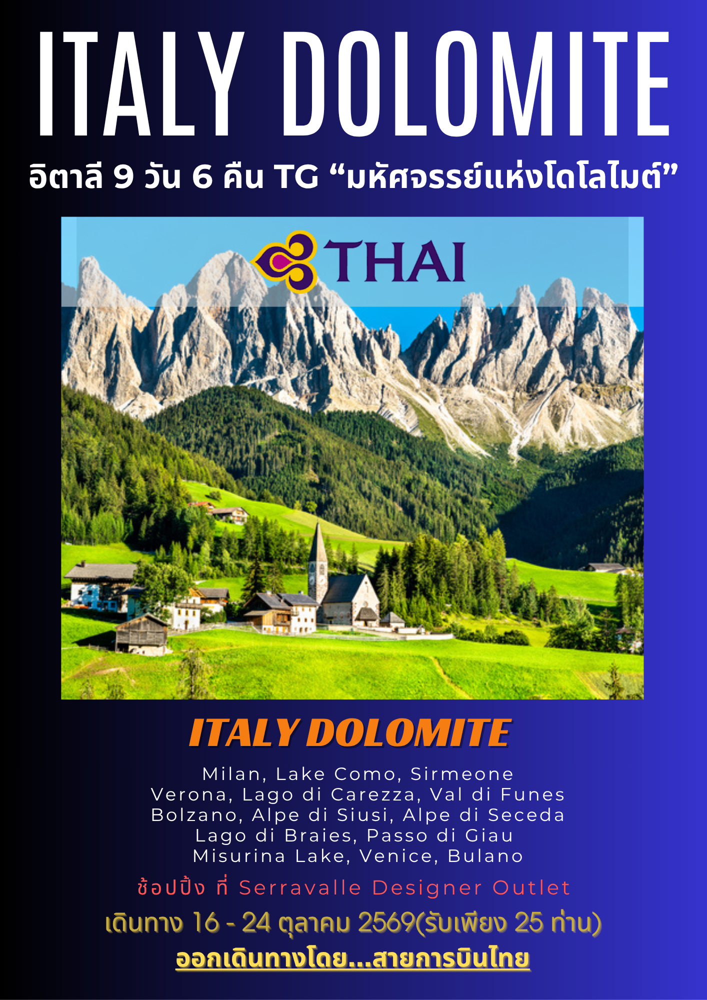 ITALY DOLOMITE
อิตาลี 9 วัน 6 คืน TG “มหัศจรรย์แห่งโดโลไมต์”
THAI
ITALY DOLOMITE
Milan, Lake Como, Sirmeone
Verona, Lago di Carezza, Val di Funes
Bolzano, Alpe di Siusi, Alpe di Seceda
Lago di Braies, Passo di Giau
Misurina Lake, Venice, Bulano
ช้อปปิ้ง ที่ Serravalle Designer Outlet
เดินทาง 16 - 24 ตุลาคม 2569(รับเพียง 25 ท่าน)
ออกเดินทางโดย...สายการบินไทย